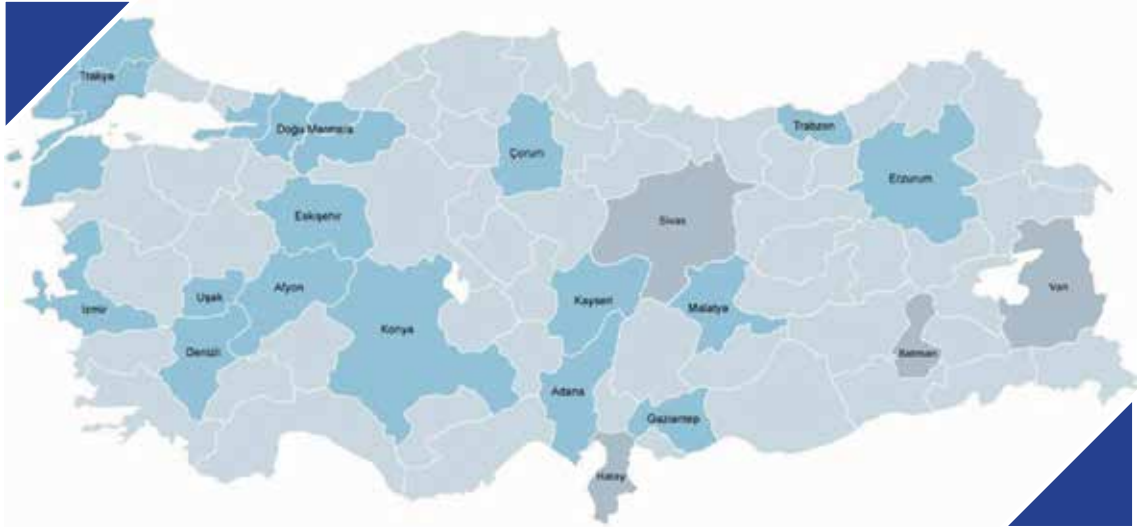 Trakya
Doğu Marmara
Çorum
Trabzon
Erzurum
Eskişehir
Sivas
Van
İzmir
Uşak
Afyon
Kayseri
Malatya
Konya
Denizli
Batman
Adana
Gaziantep
Hatay